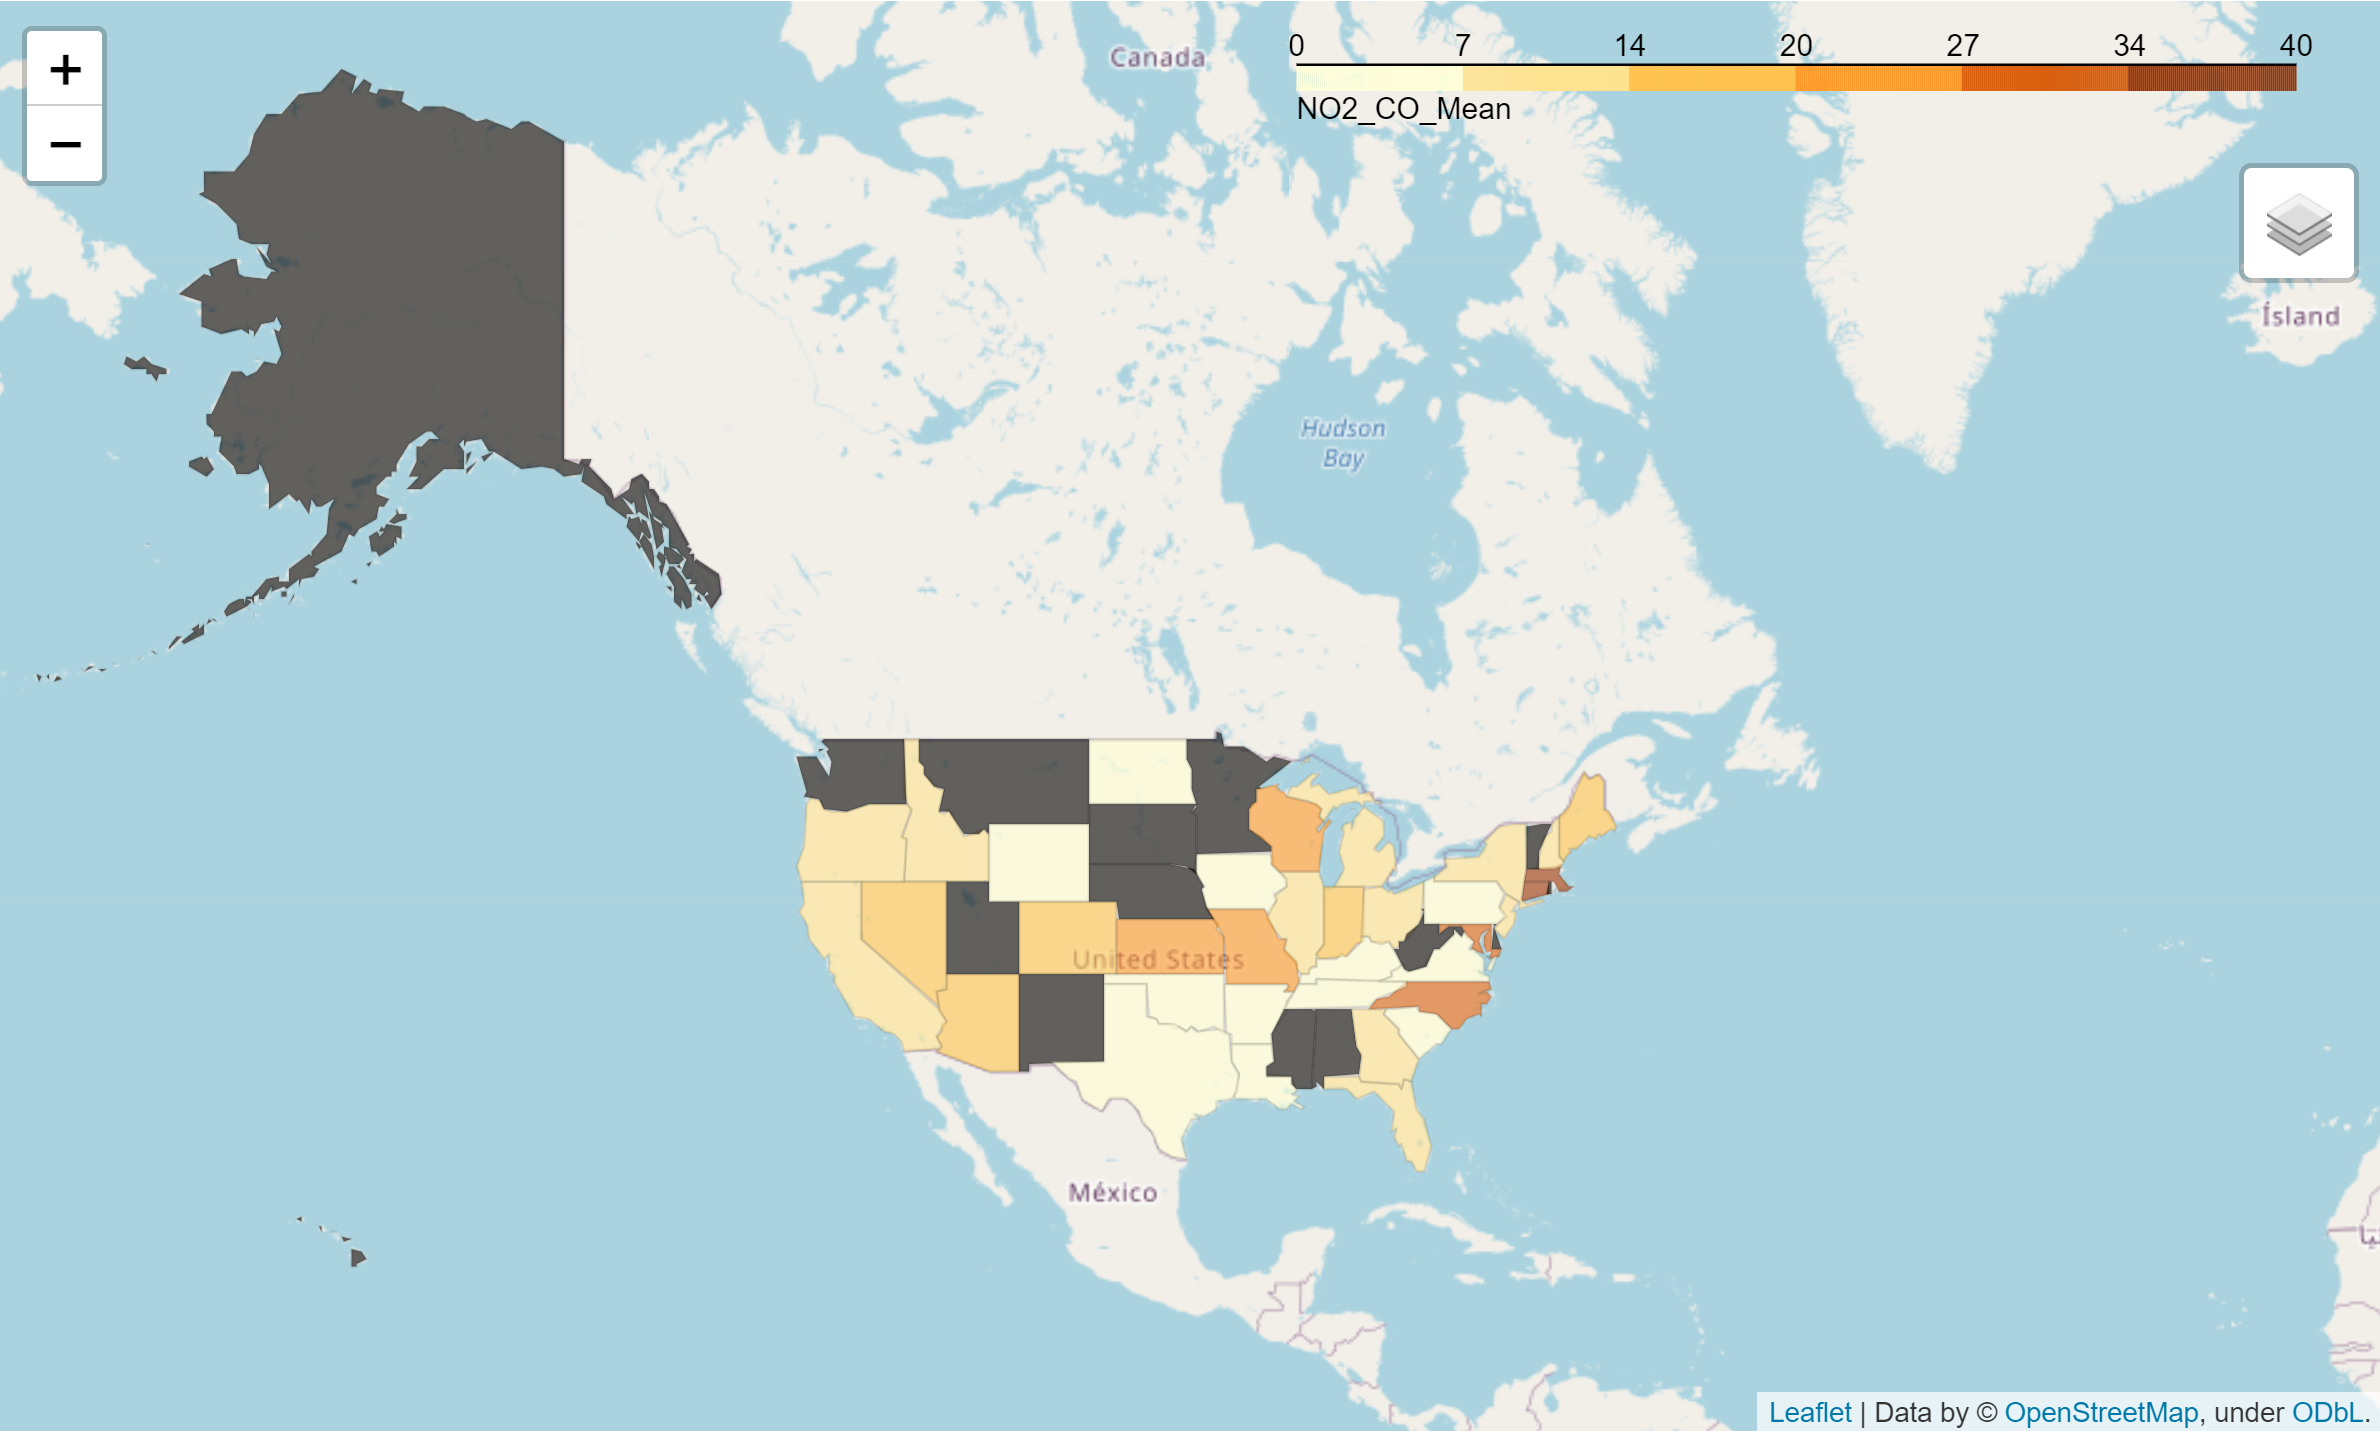 +
−
Canada
0 7 14 20 27 34 40
NO2_CO_Mean
Ísland
Hudson
Bay
United States
México
Leaflet | Data by © OpenStreetMap, under ODbL.